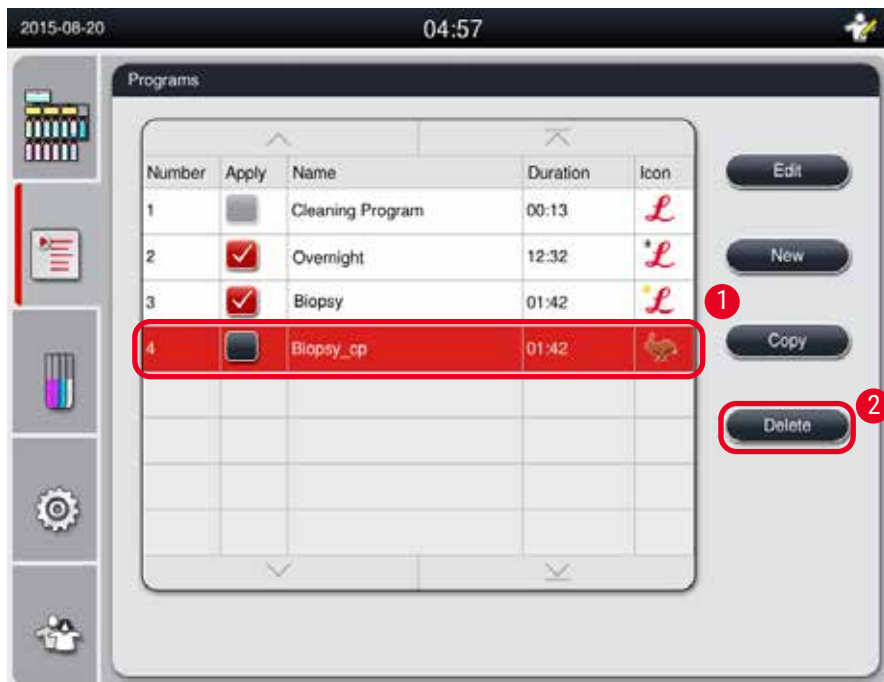 2015-08-20 04:57
Programs
Number Apply Name Duration Icon
1 Cleaning Program 00:13 L
2 Overnight 12:32 L
3 Biopsy 01:42 L
4 Biopsy_cp 01:42
Edit
New
1
Copy
2
Delete